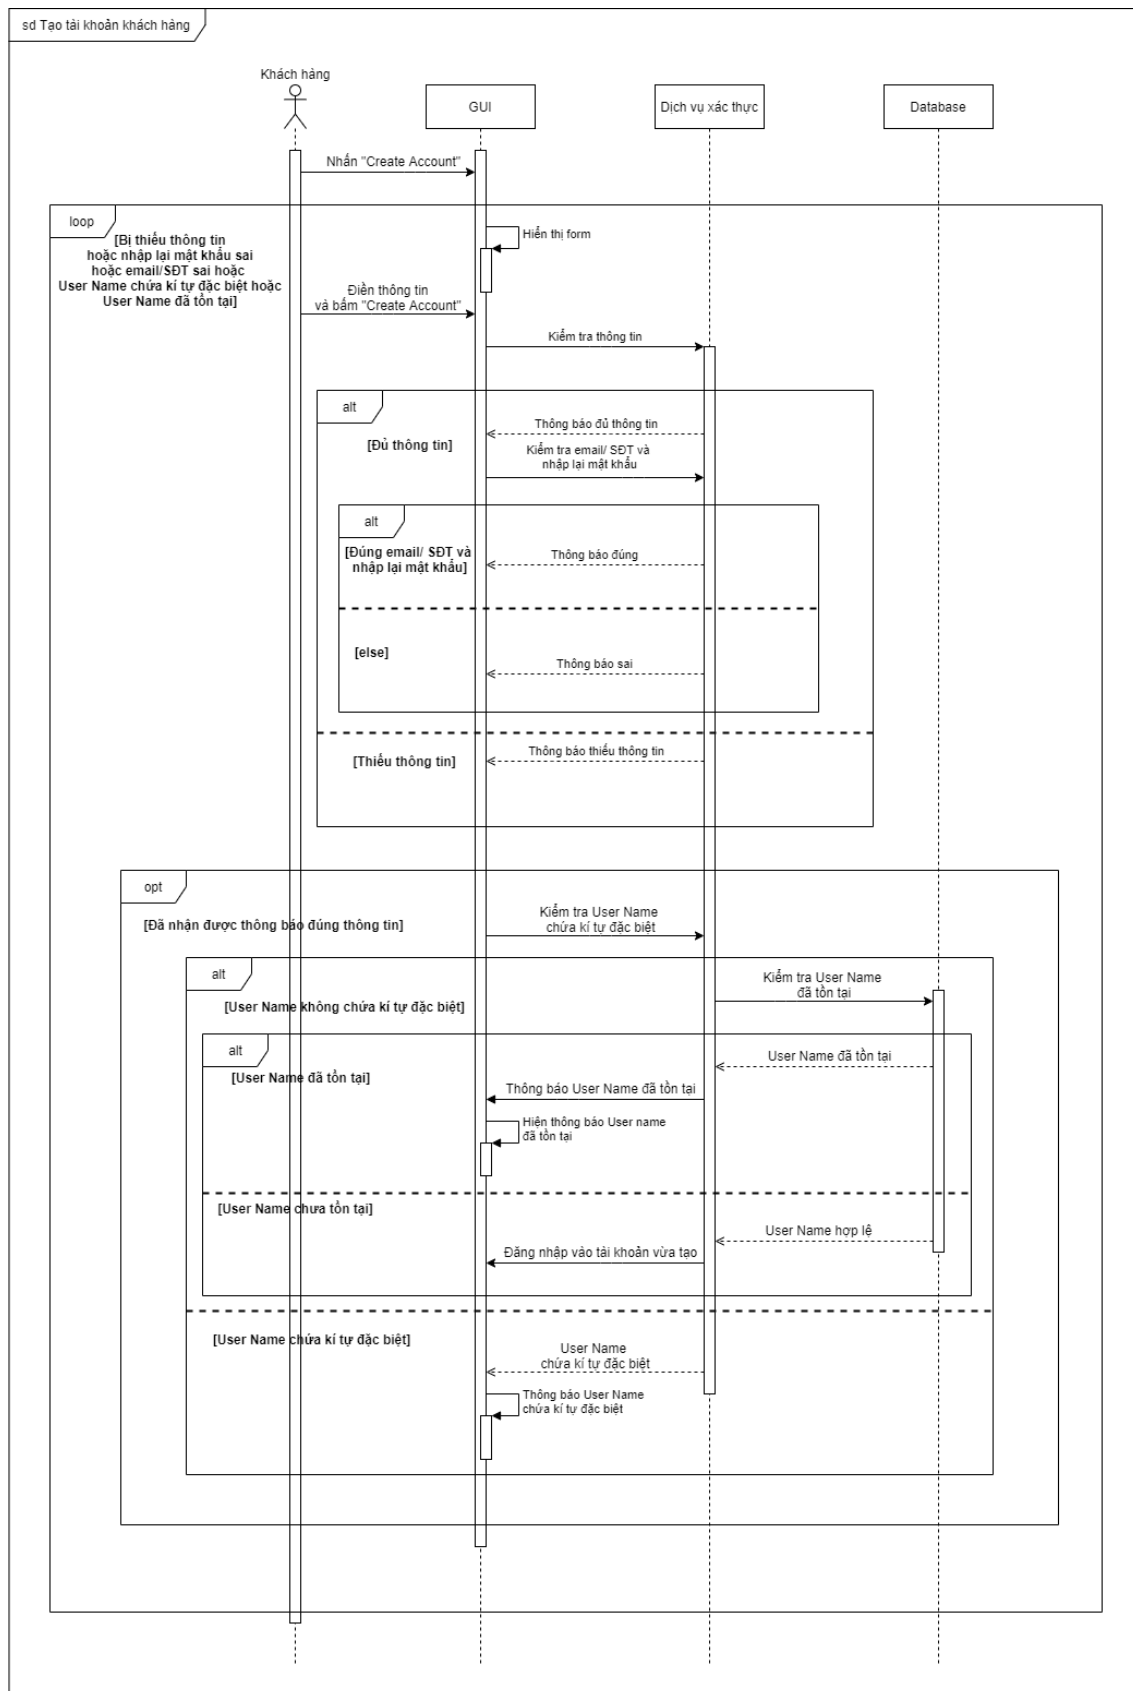 sd Tạo tài khoản khách hàng
Khách hàng
GUI
Dịch vụ xác thực
Database
Nhấn "Create Account"
loop
[Bị thiếu thông tin
hoặc nhập lại mật khẩu sai
hoặc email/SĐT sai hoặc
User Name chứa kí tự đặc biệt hoặc
User Name đã tồn tại]
Hiển thị form
Điền thông tin
và bấm "Create Account"
Kiểm tra thông tin
alt
[Đủ thông tin]
Thông báo đủ thông tin
Kiểm tra email/ SĐT và
nhập lại mật khẩu
alt
[Đúng email/ SĐT và
nhập lại mật khẩu]
Thông báo đúng
[else]
Thông báo sai
[Thiếu thông tin]
Thông báo thiếu thông tin
opt
[Đã nhận được thông báo đúng thông tin]
Kiểm tra User Name
chứa kí tự đặc biệt
alt
[User Name không chứa kí tự đặc biệt]
Kiểm tra User Name
đã tồn tại
alt
[User Name đã tồn tại]
User Name đã tồn tại
Thông báo User Name đã tồn tại
Hiện thông báo User name
đã tồn tại
[User Name chưa tồn tại]
User Name hợp lệ
Đăng nhập vào tài khoản vừa tạo
[User Name chứa kí tự đặc biệt]
User Name
chứa kí tự đặc biệt
Thông báo User Name
chứa kí tự đặc biệt